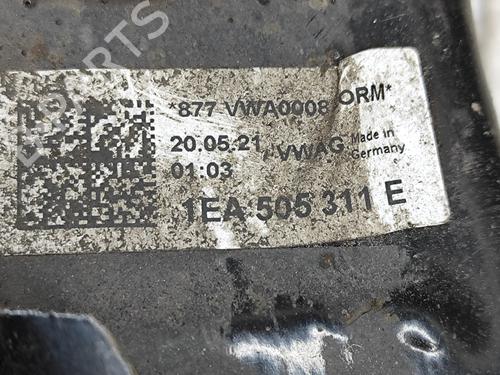 *877 VWA0008 ORM*
20.05.21 VWAG Made in
01:03 Germany
1EA 505 311 E